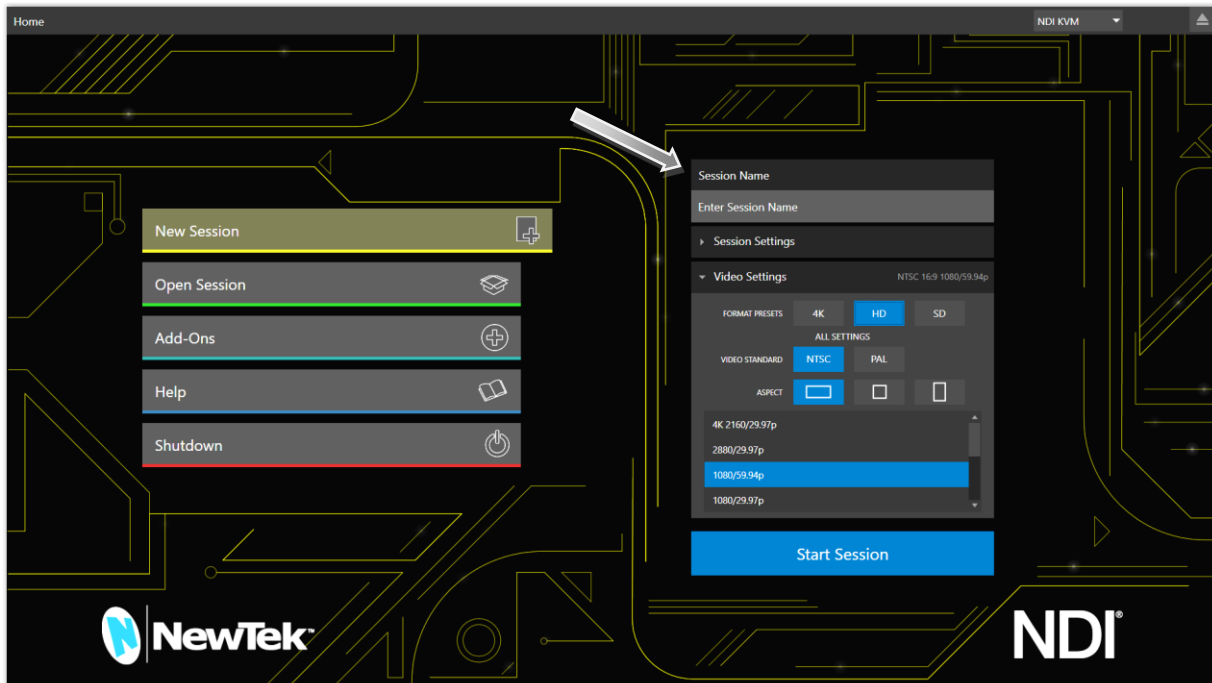 Home
NDI KVM
New Session
Open Session
Add-Ons
Help
Shutdown
Session Name
Enter Session Name
Session Settings
Video Settings NTSC 16:9 1080/59.94p
FORMAT PRESETS 4K HD SD
ALL SETTINGS
VIDEO STANDARD NTSC PAL
ASPECT
4K 2160/29.97p
2880/29.97p
1080/59.94p
1080/29.97p
Start Session
N NewTek™
NDI®